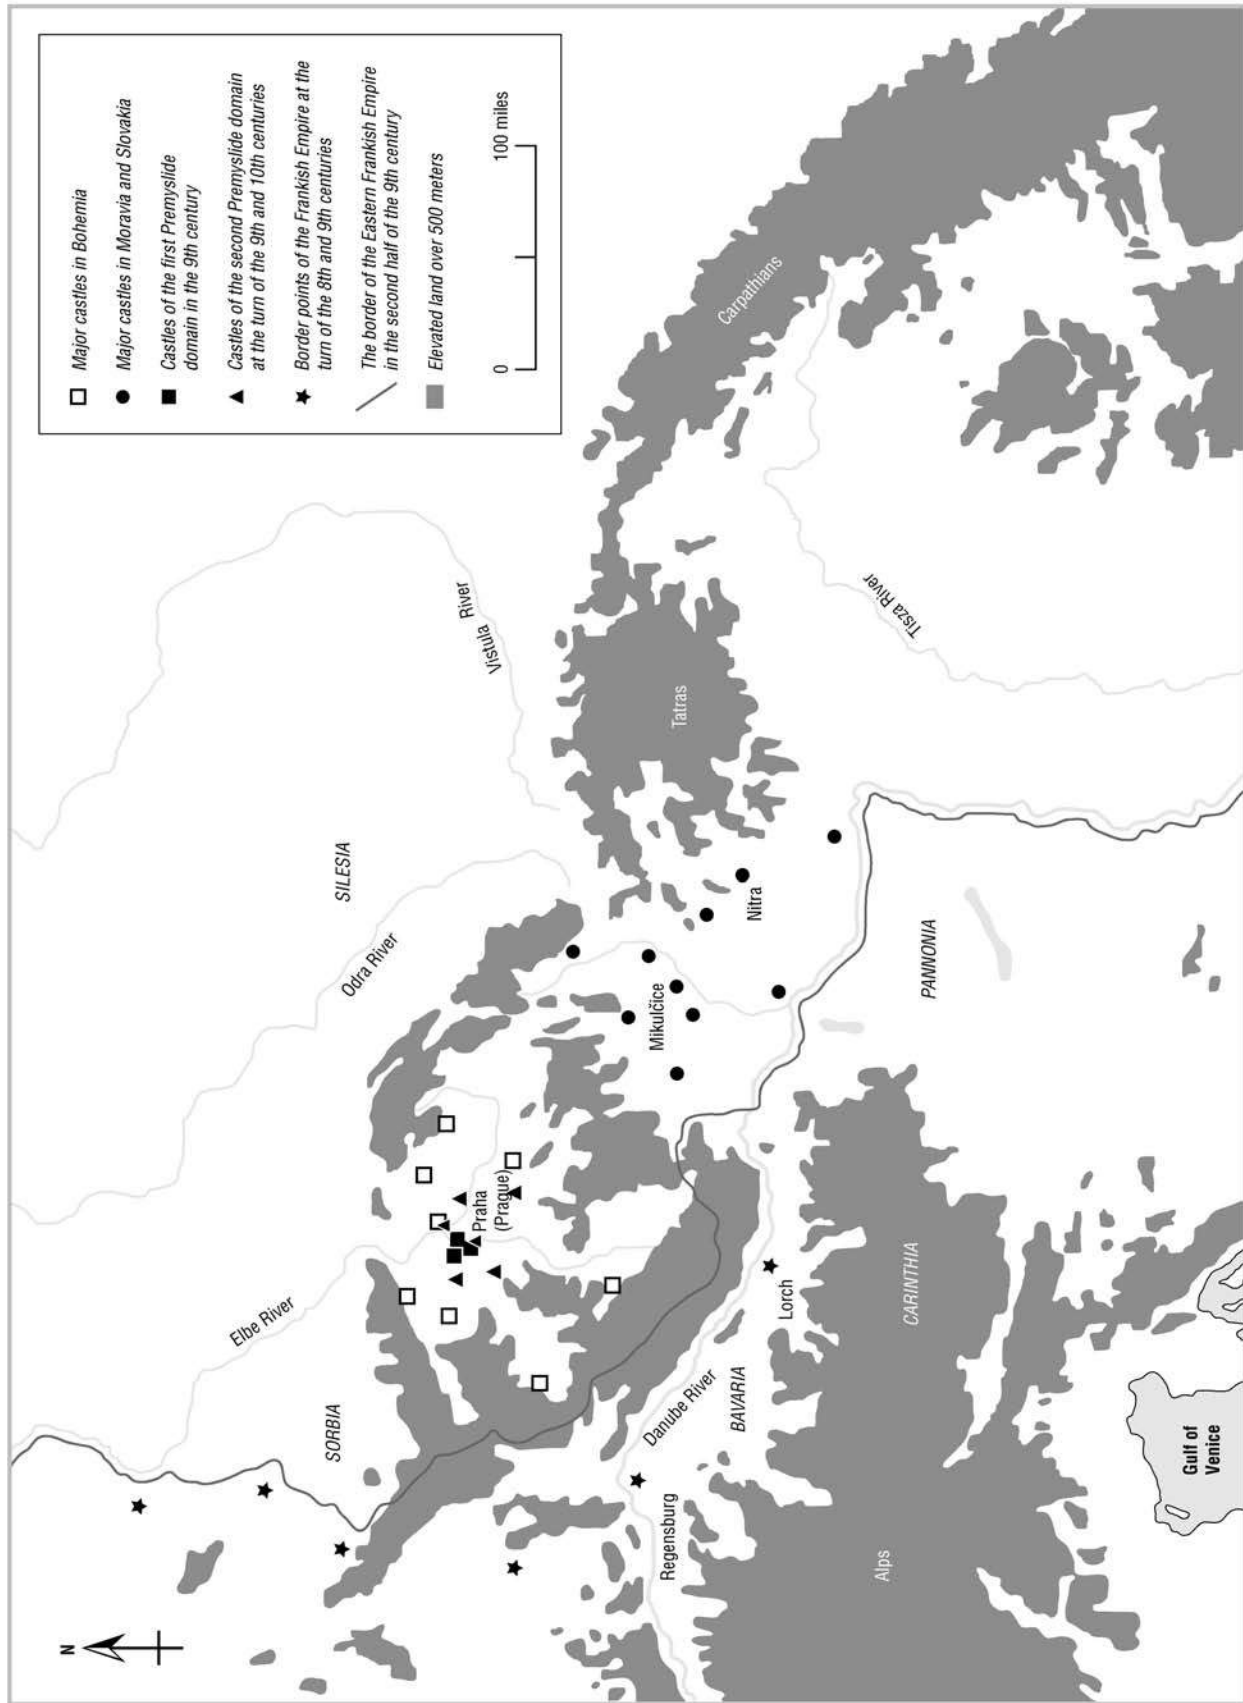 N
Major castles in Bohemia
Major castles in Moravia and Slovakia
Castles of the first Premyslide
domain in the 9th century
Castles of the second Premyslide domain
at the turn of the 9th and 10th centuries
Border points of the Frankish Empire at the
turn of the 8th and 9th centuries
The border of the Eastern Frankish Empire
in the second half of the 9th century
Elevated land over 500 meters
0
100 miles
SORBIA
Elbe River
Odra River
SILESIA
Vistula River
Praha
(Prague)
Carpathians
Tatras
Mikulčice
Nitra
Regensburg
Danube River
BAVARIA
Lorch
Tisza River
Alps
CARINTHIA
PANNONIA
Gulf of
Venice